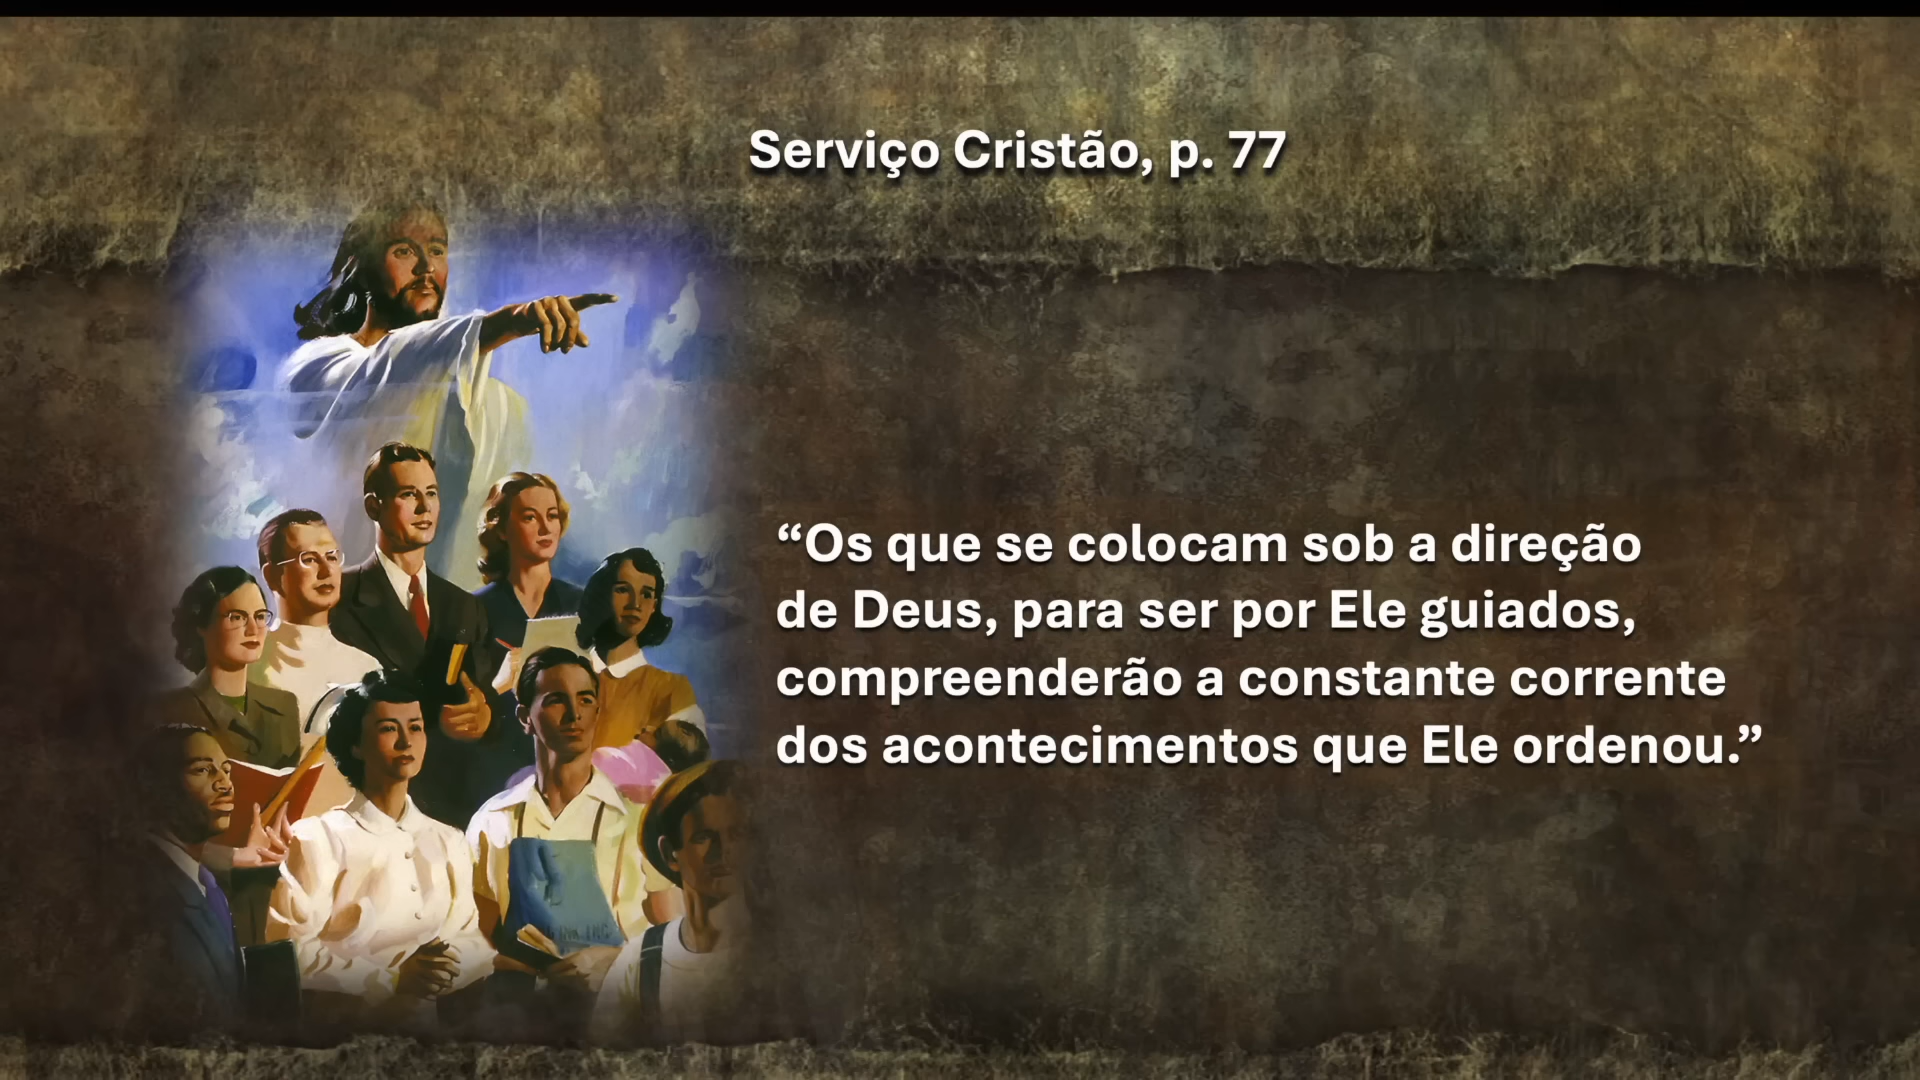 Serviço Cristão, p. 77
“Os que se colocam sob a direção
de Deus, para ser por Ele guiados,
compreenderão a constante corrente
dos acontecimentos que Ele ordenou.”